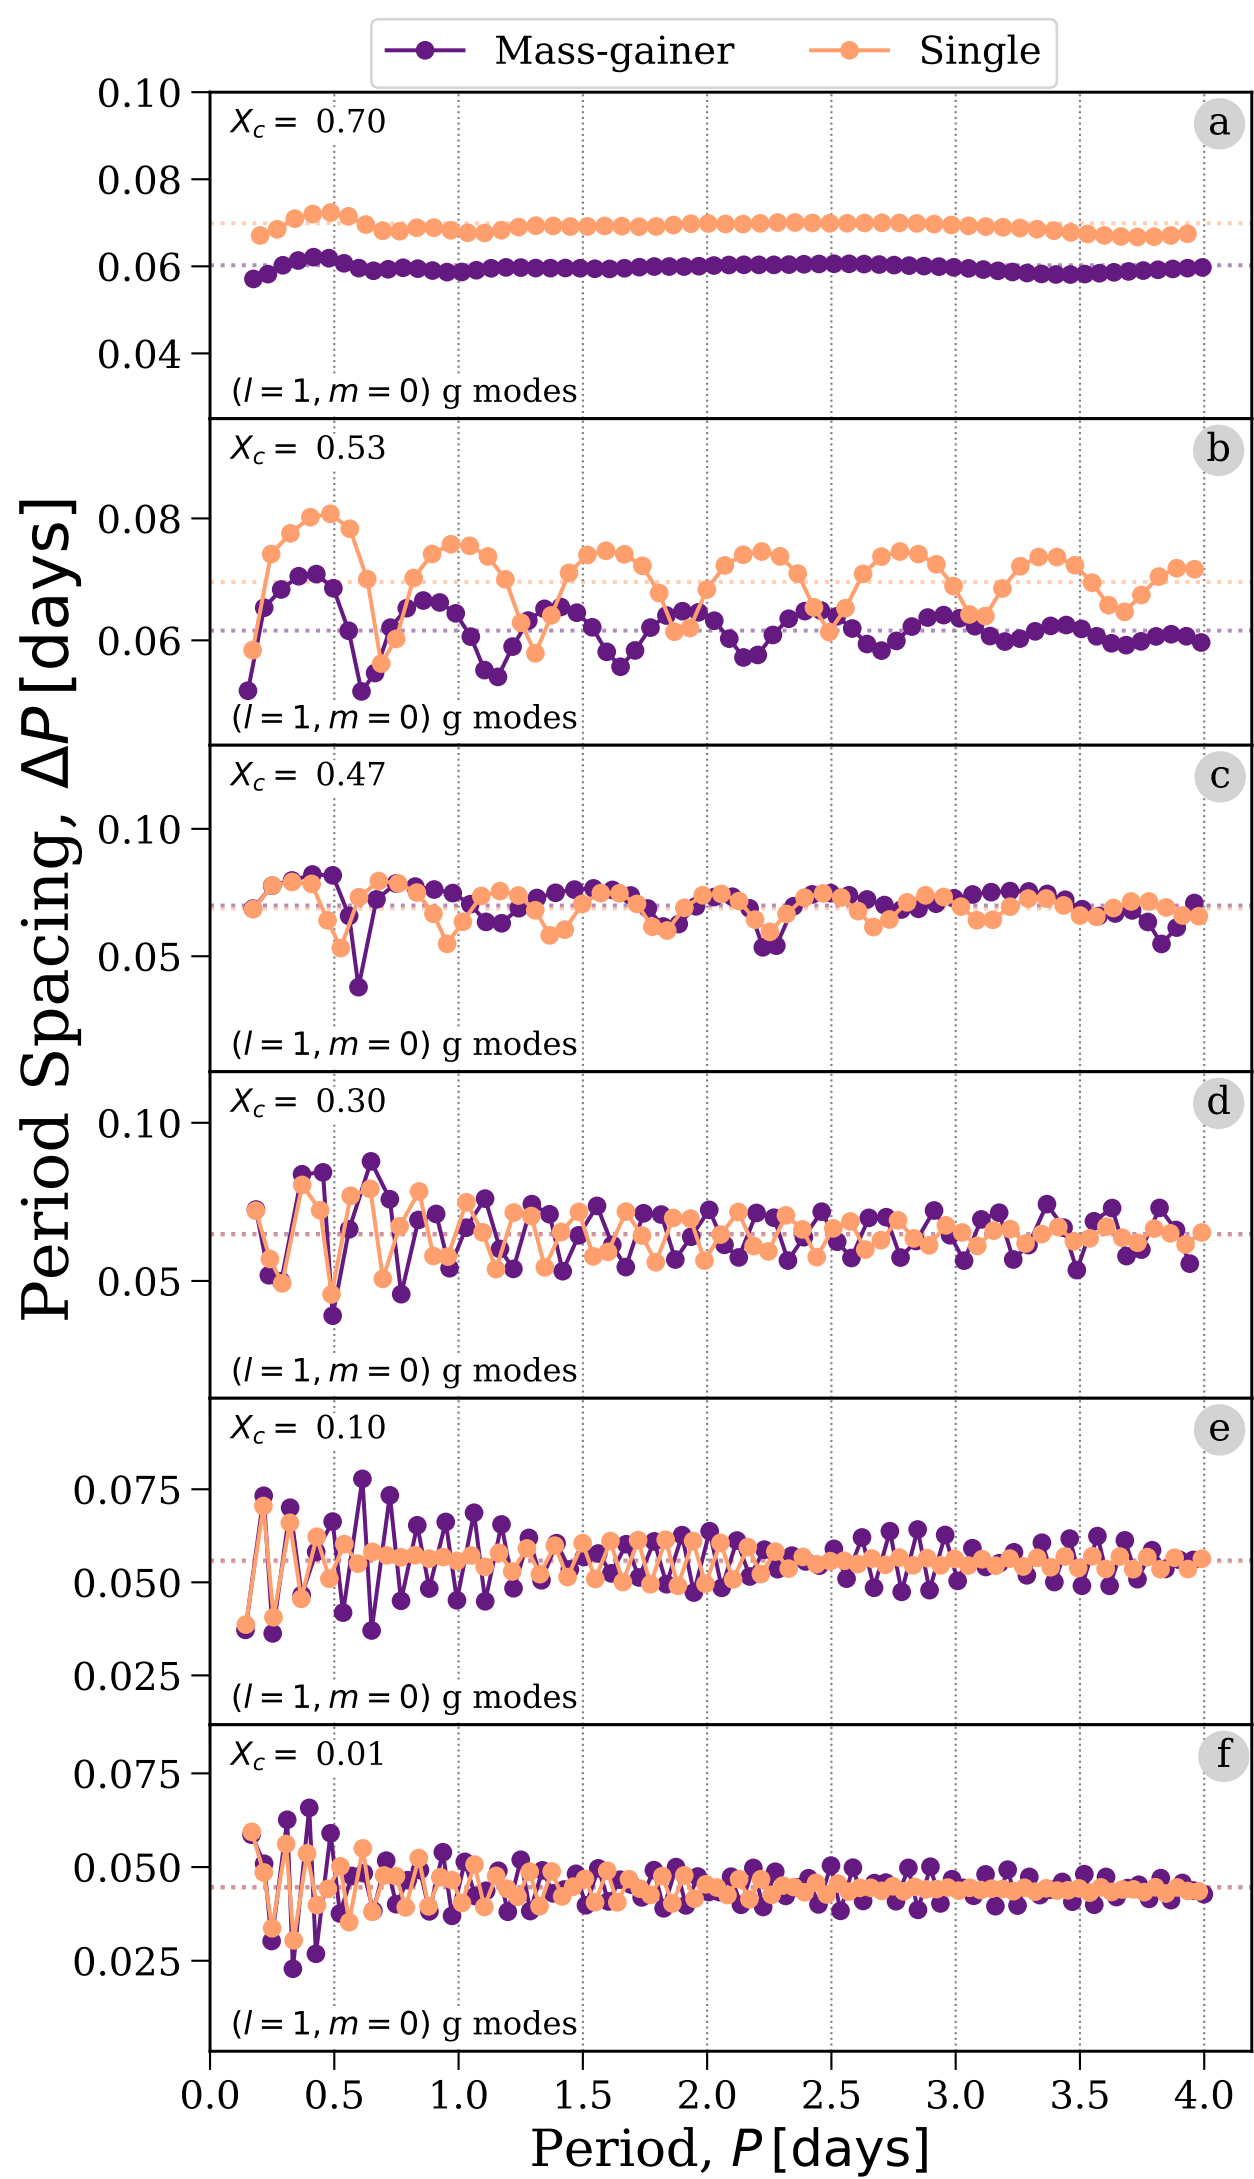 Mass-gainer Single
0.10
X_c = 0.70 a
0.08
0.06
0.04
(l = 1, m = 0) g modes
X_c = 0.53 b
0.08
0.06
(l = 1, m = 0) g modes
X_c = 0.47 c
0.10
0.05
(l = 1, m = 0) g modes
X_c = 0.30 d
0.10
0.05
(l = 1, m = 0) g modes
X_c = 0.10 e
0.075
0.050
0.025
(l = 1, m = 0) g modes
X_c = 0.01 f
0.075
0.050
0.025
(l = 1, m = 0) g modes
0.0 0.5 1.0 1.5 2.0 2.5 3.0 3.5 4.0
Period, P [days]
Period Spacing, ΔP [days]